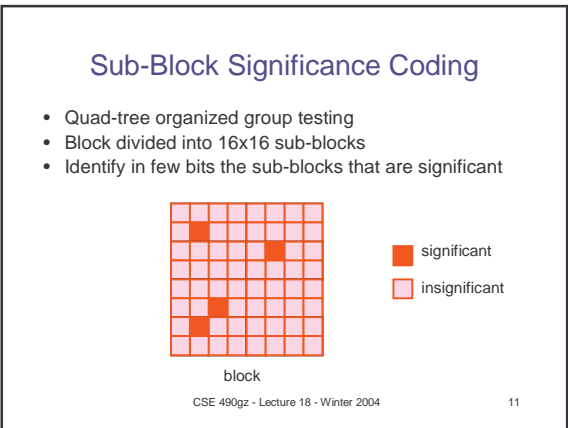 Sub-Block Significance Coding
• Quad-tree organized group testing
• Block divided into 16x16 sub-blocks
• Identify in few bits the sub-blocks that are significant
significant
insignificant
block
CSE 490gz - Lecture 18 - Winter 2004 11